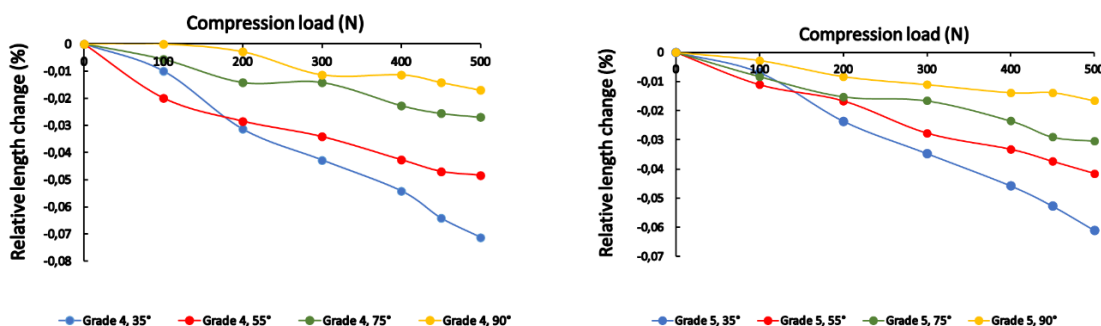 Compression load (N)
0
100
200
300
400
500
0
-0,01
-0,02
-0,03
-0,04
-0,05
-0,06
-0,07
-0,08
Relative length change (%)
Grade 4, 35°
Grade 4, 55°
Grade 4, 75°
Grade 4, 90°
Compression load (N)
0
100
200
300
400
500
0
-0,01
-0,02
-0,03
-0,04
-0,05
-0,06
-0,07
Relative length change (%)
Grade 5, 35°
Grade 5, 55°
Grade 5, 75°
Grade 5, 90°